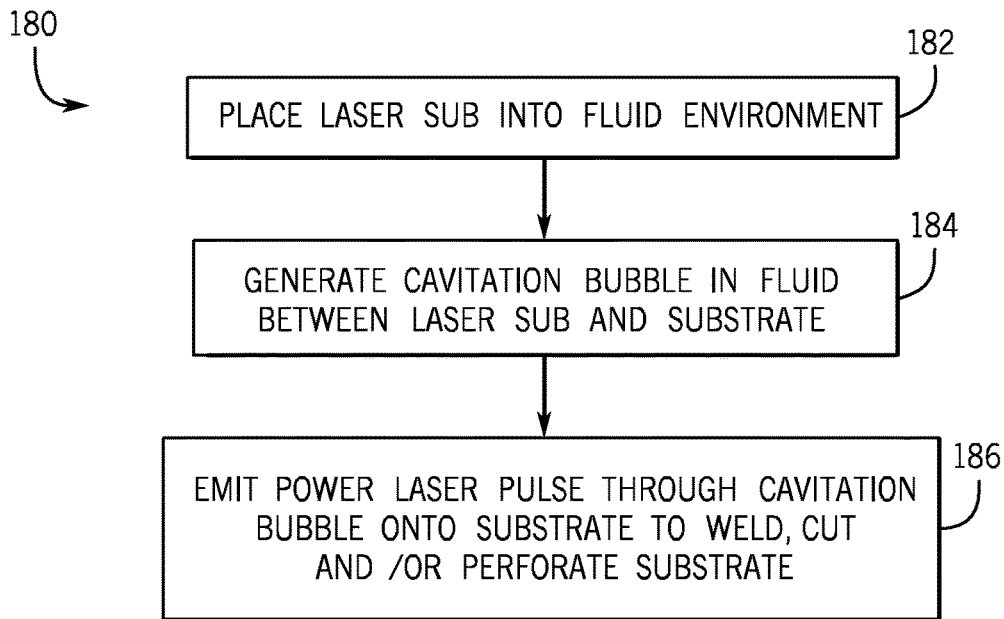 180
182
PLACE LASER SUB INTO FLUID ENVIRONMENT
184
GENERATE CAVITATION BUBBLE IN FLUID
BETWEEN LASER SUB AND SUBSTRATE
186
EMIT POWER LASER PULSE THROUGH CAVITATION
BUBBLE ONTO SUBSTRATE TO WELD, CUT
AND /OR PERFORATE SUBSTRATE